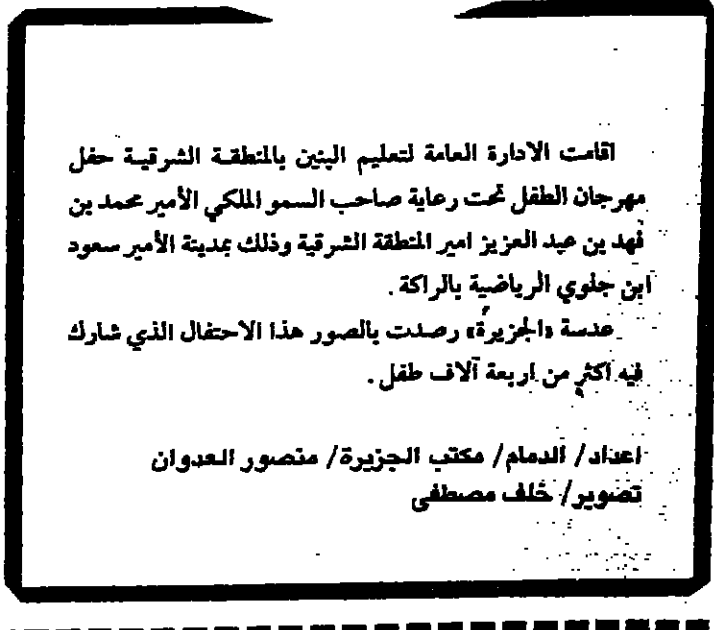 اقامت الادارة العامة لتعليم البنين بالمنطقة الشرقية حفل
مهرجان الطفل تحت رعاية صاحب السمو الملكي الأمير محمد بن
فهد بن عبد العزيز امير المنطقة الشرقية وذلك بمدينة الأمير سعود
ابن جلوي الرياضية بالراكة .
عدسة «الجزيرة» رصدت بالصور هذا الاحتفال الذي شارك
فيه اكثر من اربعة آلاف طفل .
اعداد/ الدمام/ مكتب الجزيرة/ منصور العدوان
تصوير/ خلف مصطفى